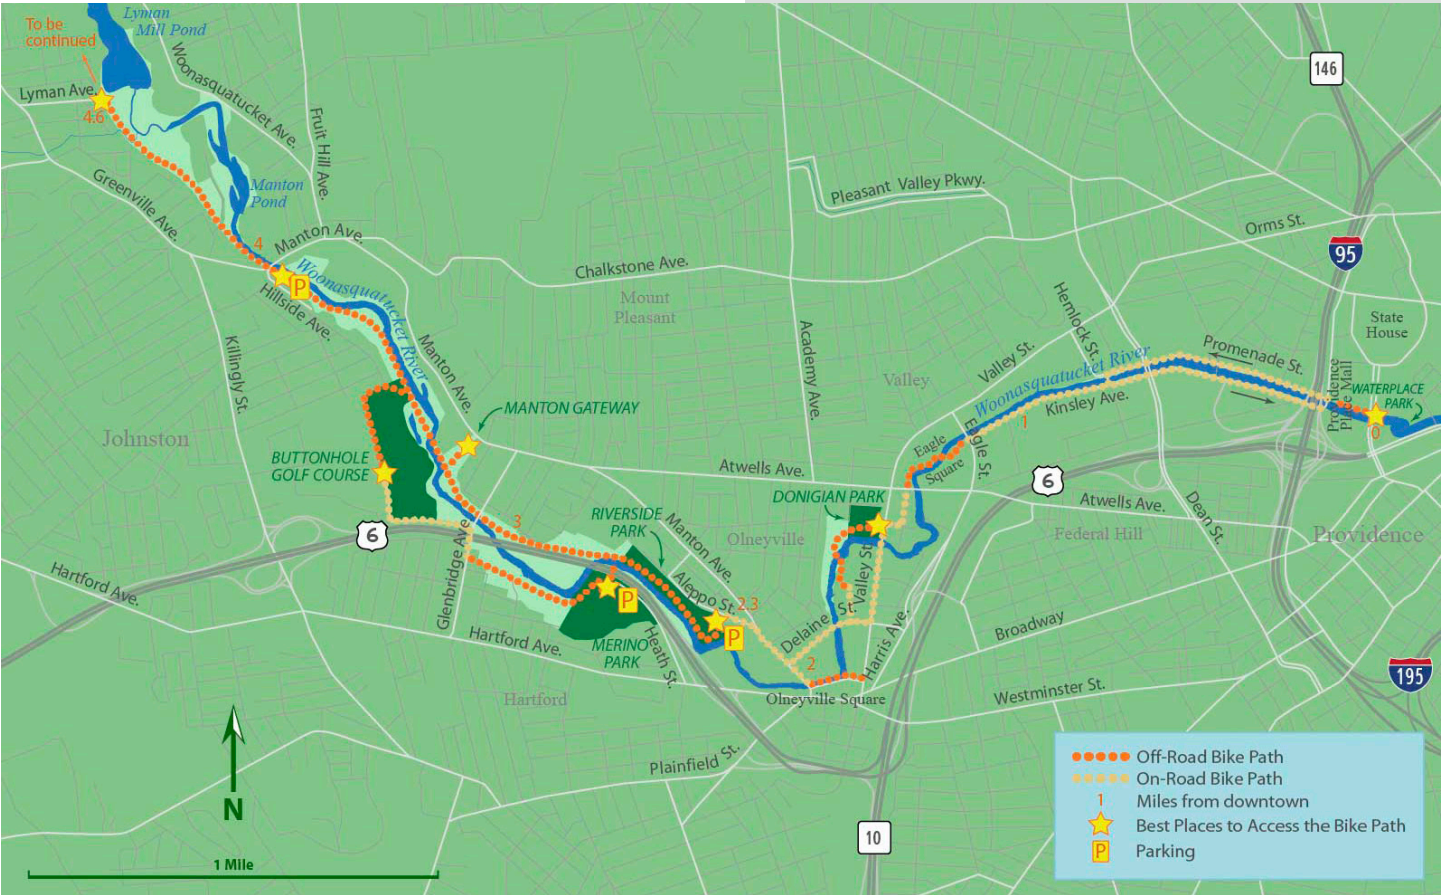 Lyman
Mill Pond
To be
continued
Woonasquatucket Ave.
Lyman Ave.
4.6
Fruit Hill Ave.
146
Greenville Ave.
Manton
Pond
Pleasant Valley Pkwy.
Orms St.
4
Manton Ave.
95
Woonasquatucket River
P
Chalkstone Ave.
Hillside Ave.
Mount
Pleasant
Hemlock St.
State
House
Killingly St.
Manton Ave.
Academy Ave.
Valley St.
Promenade St.
Valley
Woonasquatucket River
Providence
Place Mall
WATERPLACE
PARK
MANTON GATEWAY
Kinsley Ave.
1
0
Johnston
Eagle
Square
Eagle St.
BUTTONHOLE
GOLF COURSE
Atwells Ave.
6
DONIGIAN PARK
Atwells Ave.
Dean St.
RIVERSIDE
PARK
3
6
Manton Ave.
Olneyville
Federal Hill
Providence
Glenbridge Ave.
Hartford Ave.
Valley St.
Aleppo St.
P
2.3
Delaine St.
Harris Ave.
Broadway
P
Hartford Ave.
MERINO
PARK
Heath St.
2
195
Hartford
Olneyville Square
Westminster St.
Plainfield St.
N
1 Mile
10
Off-Road Bike Path
On-Road Bike Path
1 Miles from downtown
Best Places to Access the Bike Path
P Parking